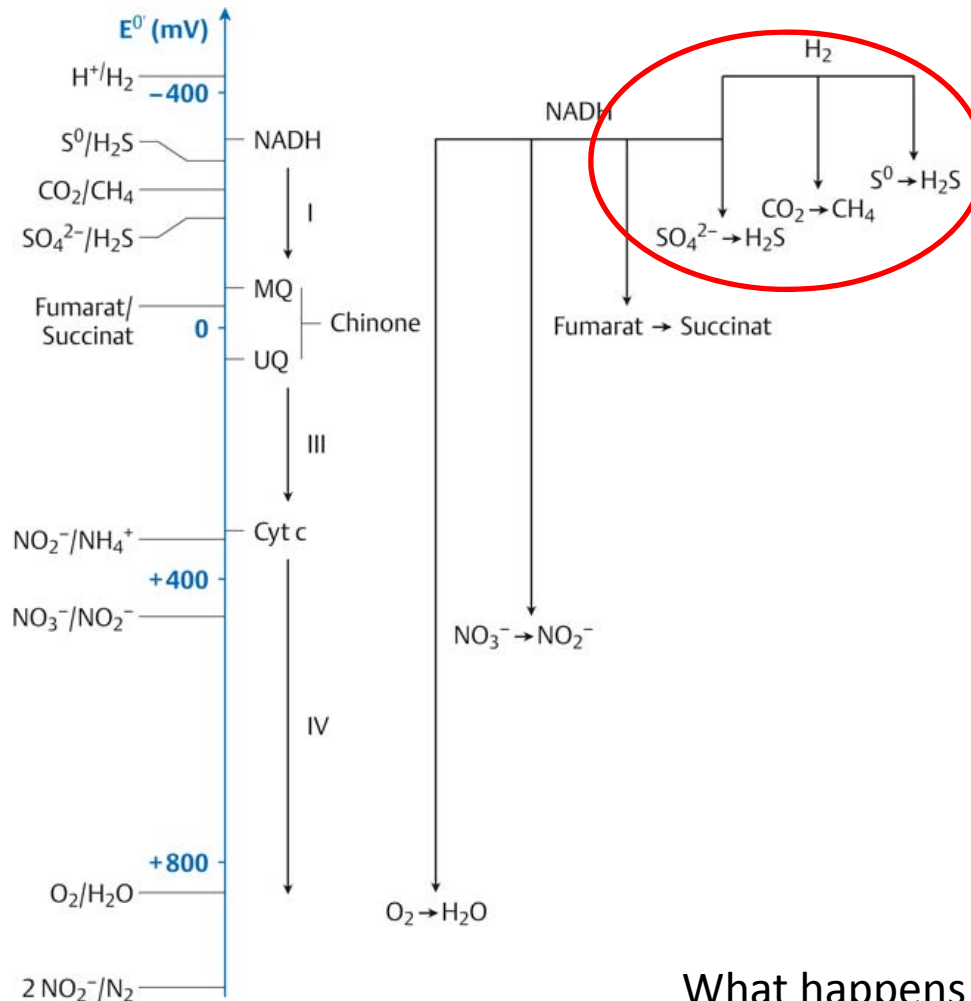 E⁰' (mV)
H⁺/H₂
−400
S⁰/H₂S
CO₂/CH₄
SO₄²⁻/H₂S
Fumarat/
Succinat
0
NO₂⁻/NH₄⁺
+400
NO₃⁻/NO₂⁻
+800
O₂/H₂O
2 NO₂⁻/N₂
NADH
I
MQ
Chinone
UQ
III
Cyt c
IV
H₂
NADH
S⁰ → H₂S
CO₂ → CH₄
SO₄²⁻ → H₂S
Fumarat → Succinat
NO₃⁻ → NO₂⁻
O₂ → H₂O
What happens